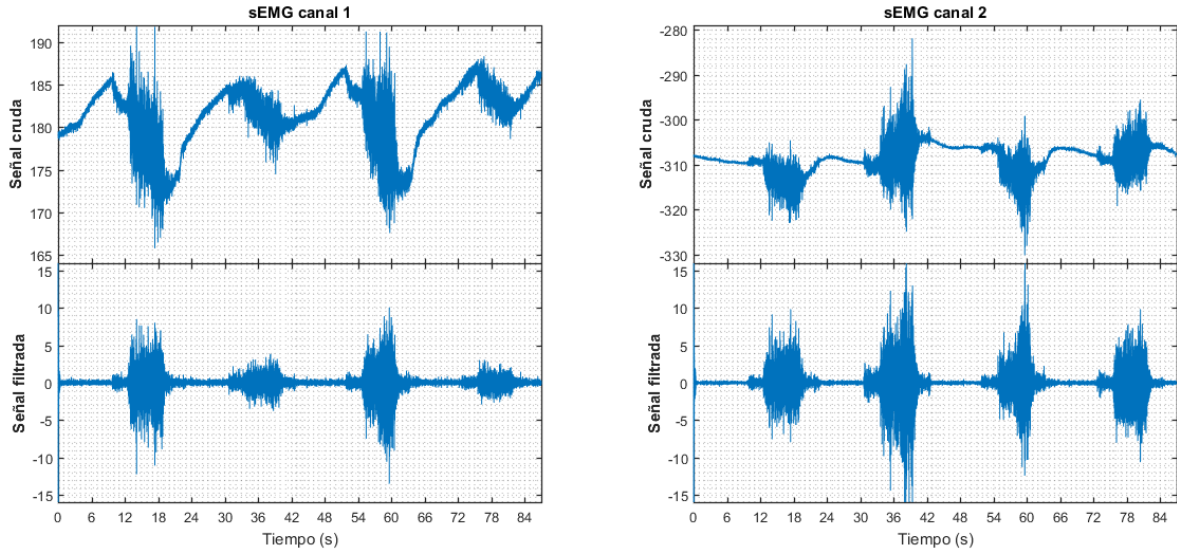 sEMG canal 1
Señal cruda
190
185
180
175
170
165
Señal filtrada
15
10
5
0
-5
-10
-15
0 6 12 18 24 30 36 42 48 54 60 66 72 78 84
Tiempo (s)
sEMG canal 2
Señal cruda
-280
-290
-300
-310
-320
-330
Señal filtrada
15
10
5
0
-5
-10
-15
0 6 12 18 24 30 36 42 48 54 60 66 72 78 84
Tiempo (s)